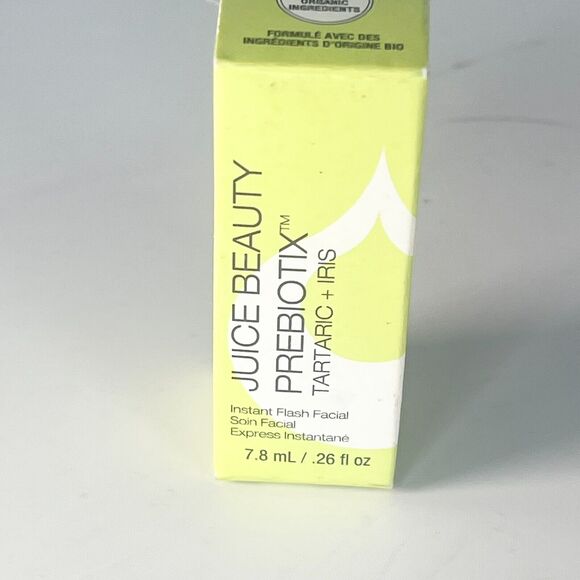 ORGANIC
INGREDIENTS
FORMULÉ AVEC DES
INGRÉDIENTS D'ORIGINE BIO
JUICE BEAUTY
PREBIOTIX™
TARTARIC + IRIS
Instant Flash Facial
Soin Facial
Express Instantané
7.8 mL / .26 fl oz